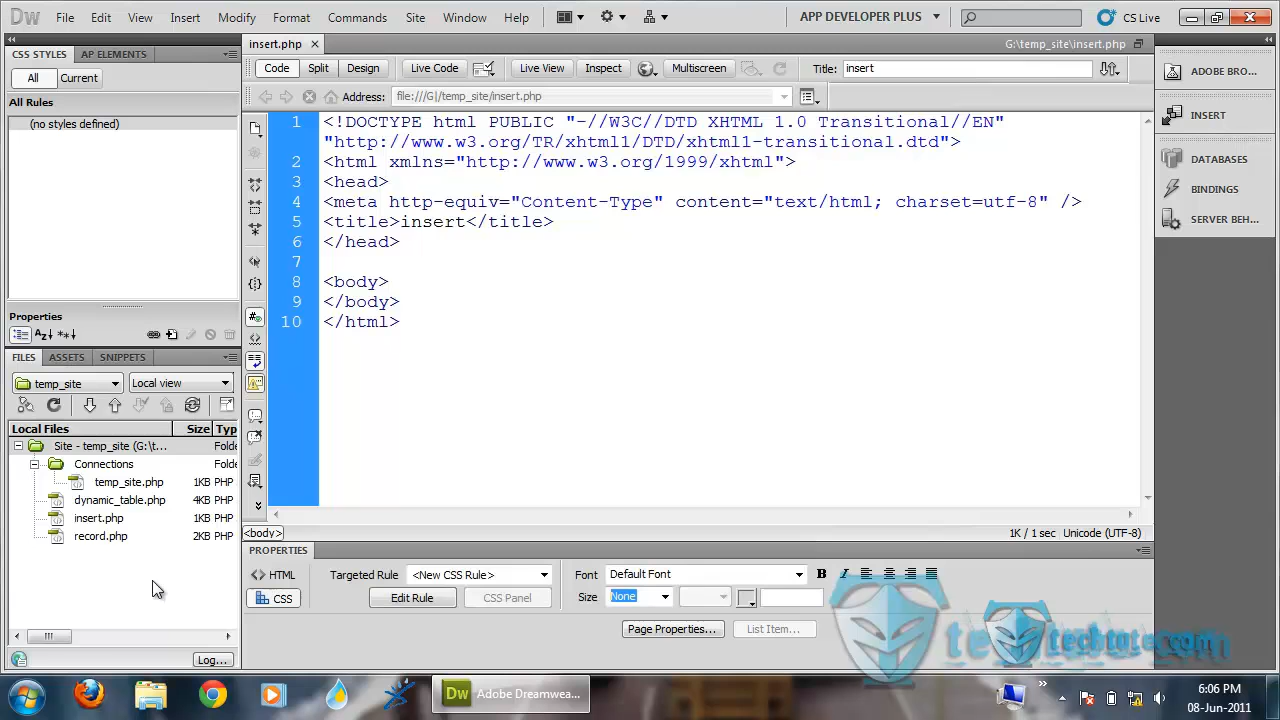 Dw File Edit View Insert Modify Format Commands Site Window Help APP DEVELOPER PLUS CS Live
CSS STYLES AP ELEMENTS
All Current
All Rules
(no styles defined)
Properties
FILES ASSETS SNIPPETS
temp_site Local view
Local Files Size Typ
Site - temp_site (G:\t... Folde
Connections Folde
temp_site.php 1KB PHP
dynamic_table.php 4KB PHP
insert.php 1KB PHP
record.php 2KB PHP
Log...
insert.php G:\temp_site\insert.php
Code Split Design Live Code Live View Inspect Multiscreen Title: insert
Address: file:///G|/temp_site/insert.php
1 <!DOCTYPE html PUBLIC "-//W3C//DTD XHTML 1.0 Transitional//EN"
"http://www.w3.org/TR/xhtml1/DTD/xhtml1-transitional.dtd">
2 <html xmlns="http://www.w3.org/1999/xhtml">
3 <head>
4 <meta http-equiv="Content-Type" content="text/html; charset=utf-8" />
5 <title>insert</title>
6 </head>
7
8 <body>
9 </body>
10 </html>
<body> 1K / 1 sec Unicode (UTF-8)
PROPERTIES
<> HTML Targeted Rule <New CSS Rule> Font Default Font B I
CSS Edit Rule CSS Panel Size None
Page Properties... List Item...
ADOBE BRO...
INSERT
DATABASES
BINDINGS
SERVER BEH...
Dw Adobe Dreamwea... 6:06 PM
08-Jun-2011